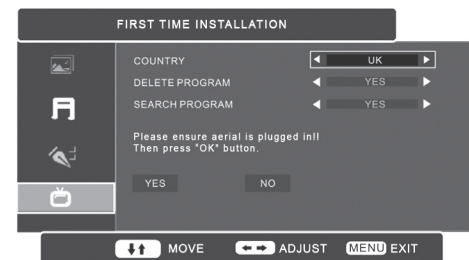 FIRST TIME INSTALLATION
COUNTRY UK
DELETE PROGRAM YES
SEARCH PROGRAM YES
Please ensure aerial is plugged in!!
Then press "OK" button.
YES NO
MOVE ADJUST MENU EXIT